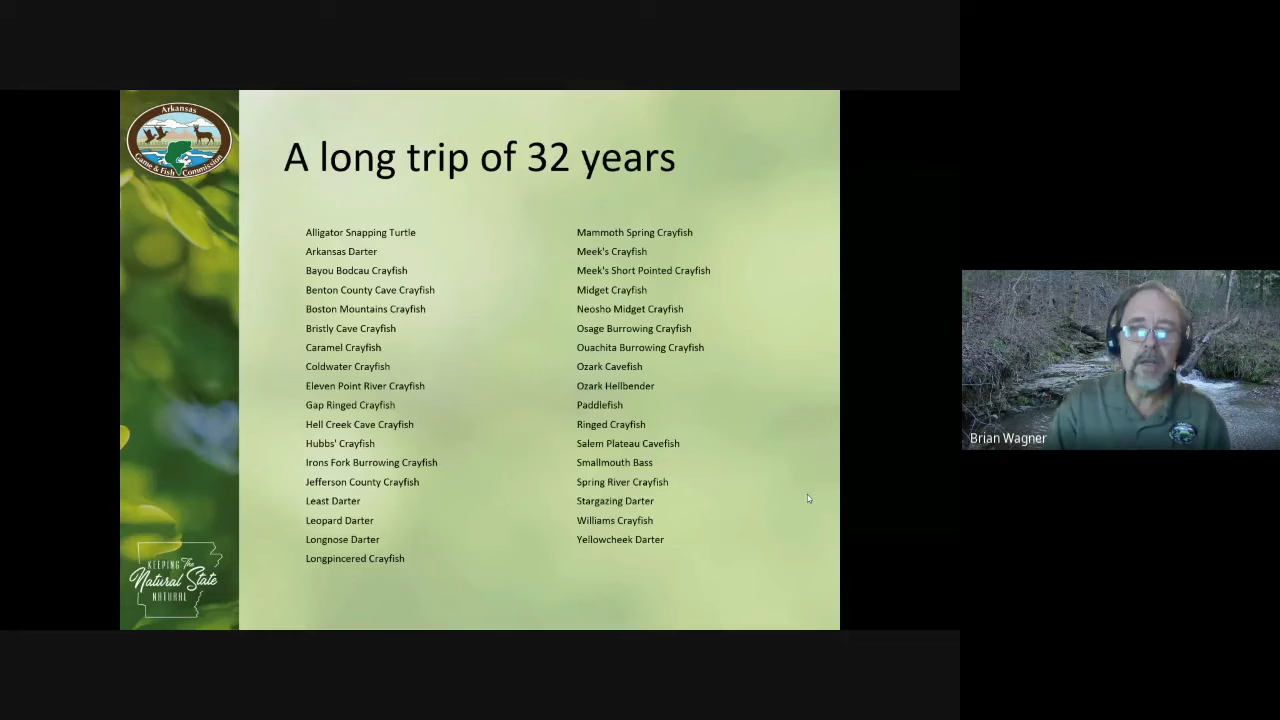 Arkansas
Game & Fish Commission
A long trip of 32 years
Alligator Snapping Turtle
Arkansas Darter
Bayou Bodcau Crayfish
Benton County Cave Crayfish
Boston Mountains Crayfish
Bristly Cave Crayfish
Caramel Crayfish
Coldwater Crayfish
Eleven Point River Crayfish
Gap Ringed Crayfish
Hell Creek Cave Crayfish
Hubbs' Crayfish
Irons Fork Burrowing Crayfish
Jefferson County Crayfish
Least Darter
Leopard Darter
Longnose Darter
Longpincered Crayfish
Mammoth Spring Crayfish
Meek's Crayfish
Meek's Short Pointed Crayfish
Midget Crayfish
Neosho Midget Crayfish
Osage Burrowing Crayfish
Ouachita Burrowing Crayfish
Ozark Cavefish
Ozark Hellbender
Paddlefish
Ringed Crayfish
Salem Plateau Cavefish
Smallmouth Bass
Spring River Crayfish
Stargazing Darter
Williams Crayfish
Yellowcheek Darter
KEEPING The
Natural State
NATURAL
Brian Wagner